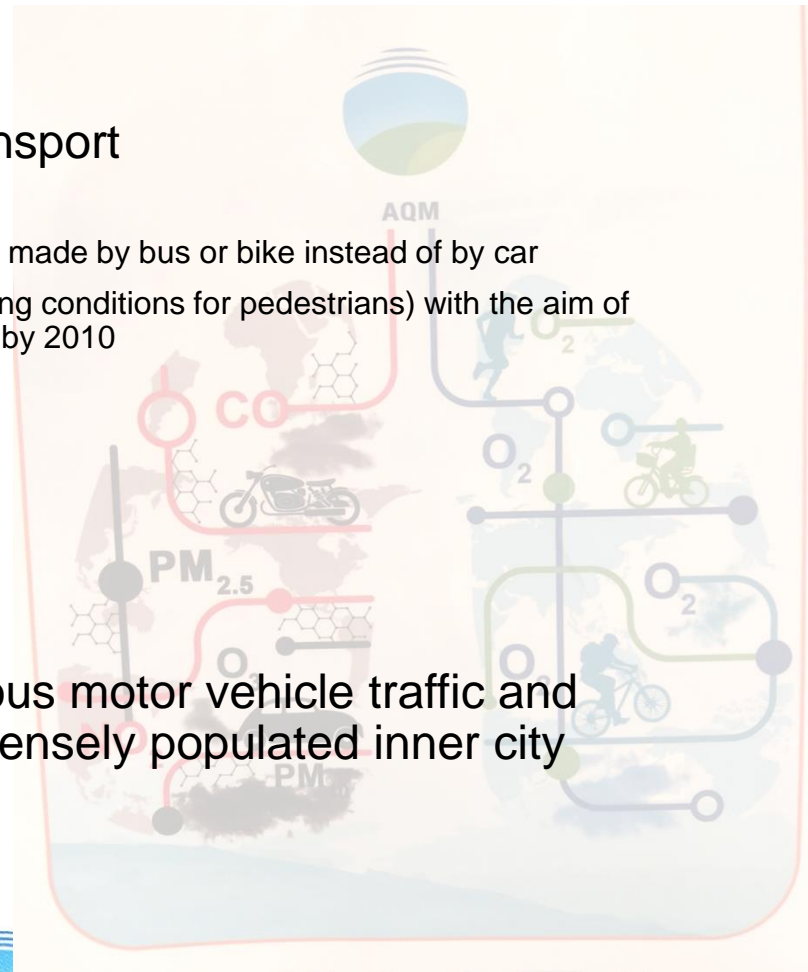 nsport
AQM
made by bus or bike instead of by car
ng conditions for pedestrians) with the aim of
by 2010
O2
CO
O2
PM2.5
O2
O
O
ous motor vehicle traffic and
ensely populated inner city
PM